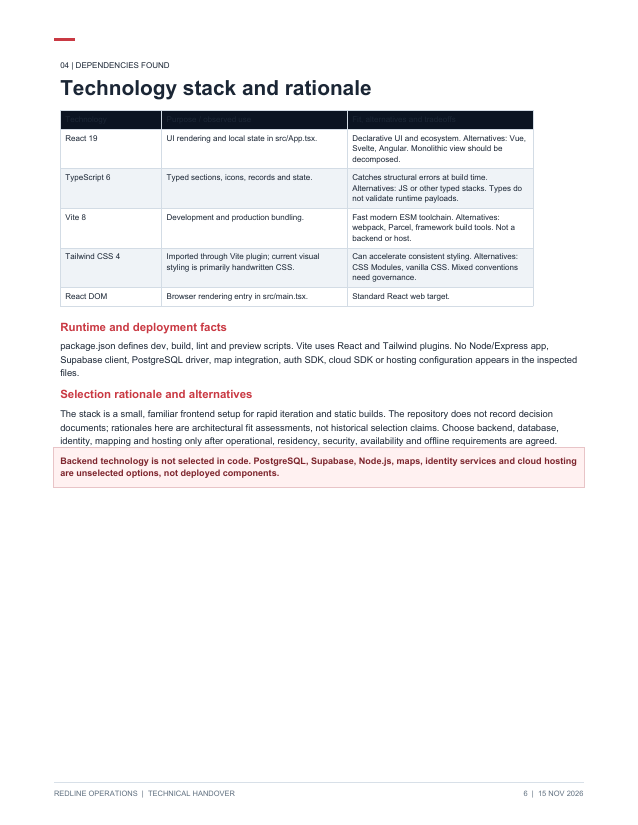 04 | DEPENDENCIES FOUND
Technology stack and rationale
Technology Purpose / observed use Fit, alternatives and tradeoffs
React 19 UI rendering and local state in src/App.tsx. Declarative UI and ecosystem. Alternatives: Vue,
Svelte, Angular. Monolithic view should be
decomposed.
TypeScript 6 Typed sections, icons, records and state. Catches structural errors at build time.
Alternatives: JS or other typed stacks. Types do
not validate runtime payloads.
Vite 8 Development and production bundling. Fast modern ESM toolchain. Alternatives:
webpack, Parcel, framework build tools. Not a
backend or host.
Tailwind CSS 4 Imported through Vite plugin; current visual Can accelerate consistent styling. Alternatives:
styling is primarily handwritten CSS. CSS Modules, vanilla CSS. Mixed conventions
need governance.
React DOM Browser rendering entry in src/main.tsx. Standard React web target.
Runtime and deployment facts
package.json defines dev, build, lint and preview scripts. Vite uses React and Tailwind plugins. No Node/Express app,
Supabase client, PostgreSQL driver, map integration, auth SDK, cloud SDK or hosting configuration appears in the inspected
files.
Selection rationale and alternatives
The stack is a small, familiar frontend setup for rapid iteration and static builds. The repository does not record decision
documents; rationales here are architectural fit assessments, not historical selection claims. Choose backend, database,
identity, mapping and hosting only after operational, residency, security, availability and offline requirements are agreed.
Backend technology is not selected in code. PostgreSQL, Supabase, Node.js, maps, identity services and cloud hosting
are unselected options, not deployed components.
REDLINE OPERATIONS | TECHNICAL HANDOVER 6 | 15 NOV 2026